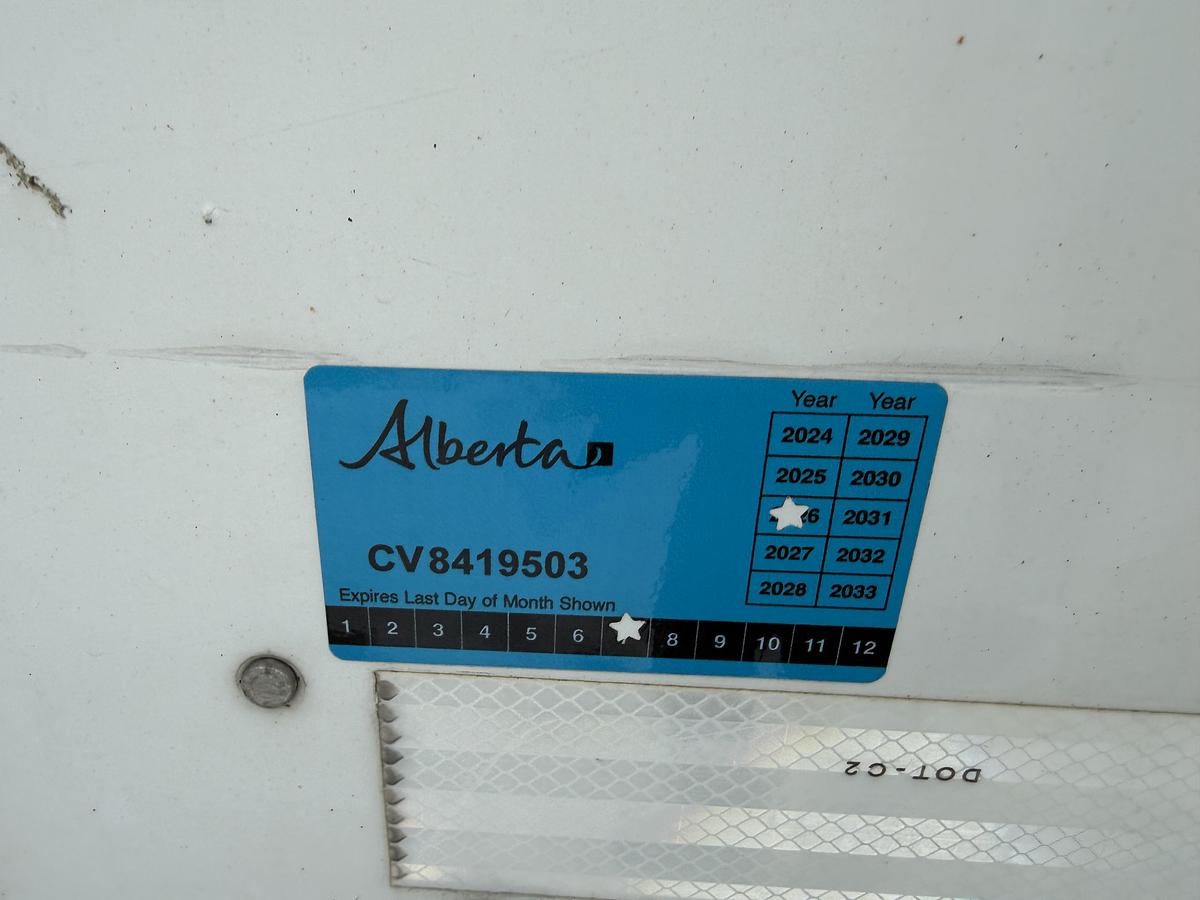 Alberta
Year Year
2024 2029
2025 2030
6 2031
2027 2032
2028 2033
CV8419503
Expires Last Day of Month Shown
1 2 3 4 5 6 8 9 10 11 12
DOT-C2